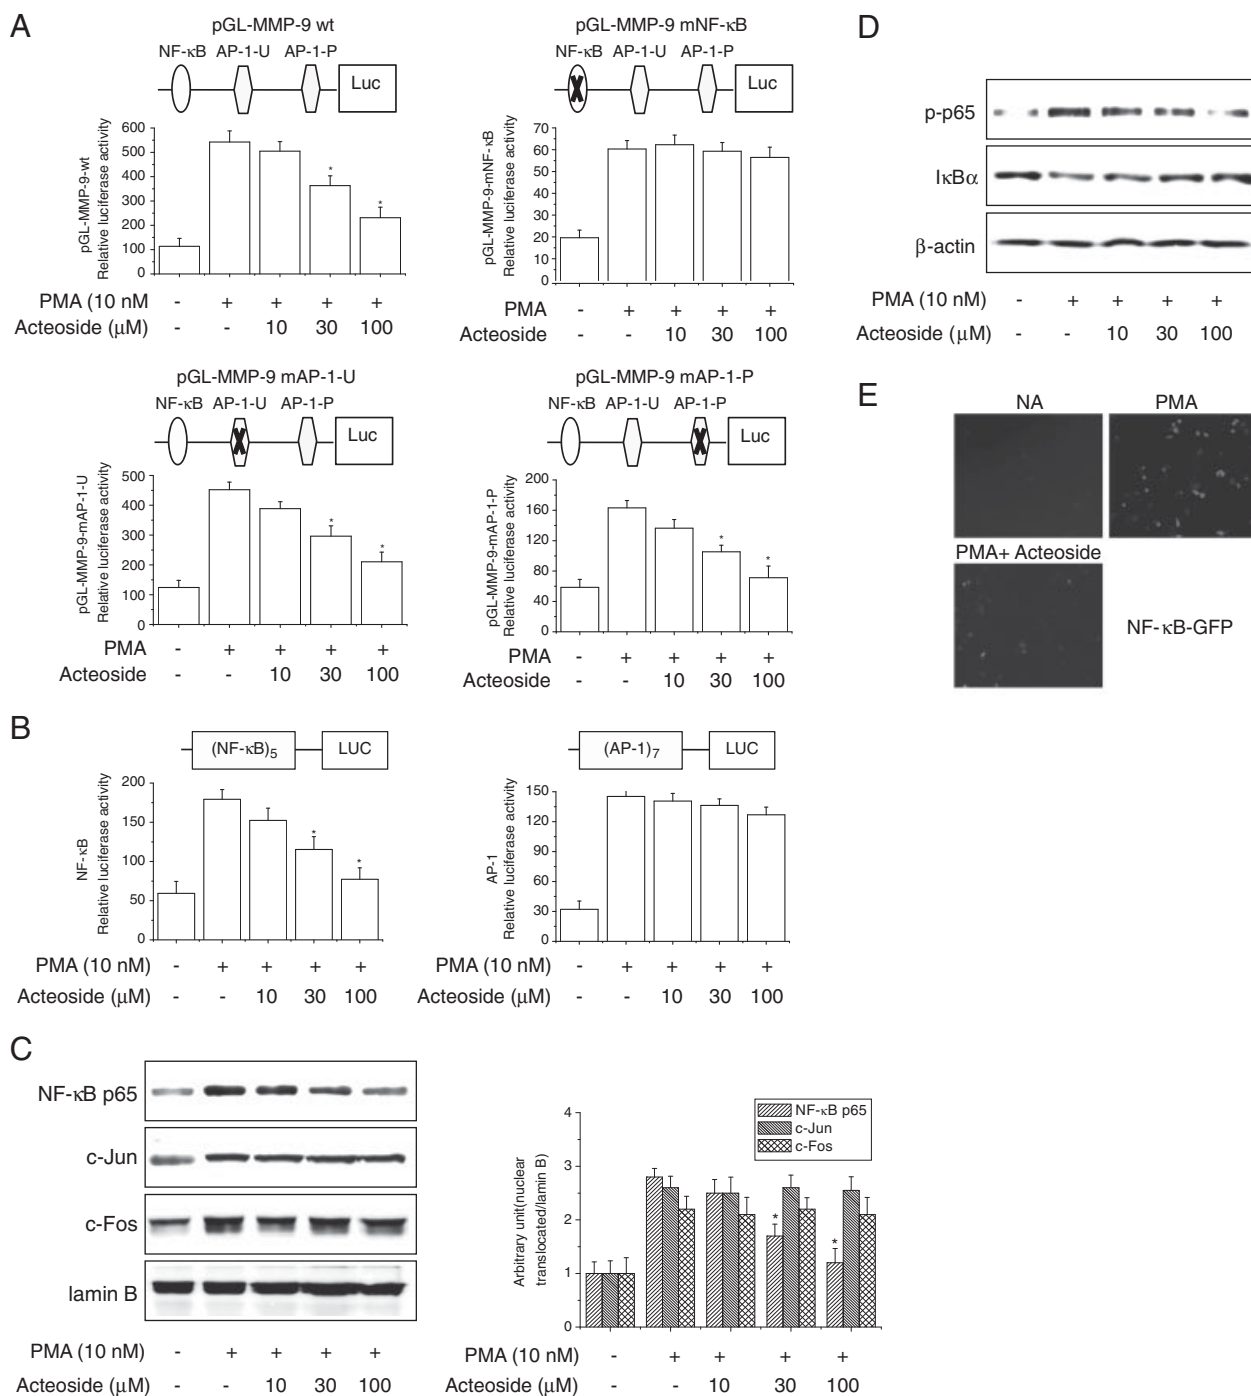 A
pGL-MMP-9 wt
NF-κB AP-1-U AP-1-P
Luc
pGL-MMP-9-wt
Relative luciferase activity
600
500
400
300
200
100
0
* *
PMA (10 nM - + + + +
Acteoside (μM) - - 10 30 100
pGL-MMP-9 mNF-κB
NF-κB AP-1-U AP-1-P
Luc
pGL-MMP-9-mNF-κB
Relative luciferase activity
70
60
50
40
30
20
10
0
PMA - + + + +
Acteoside - - 10 30 100
pGL-MMP-9 mAP-1-U
NF-κB AP-1-U AP-1-P
Luc
pGL-MMP-9-mAP-1-U
Relative luciferase activity
500
400
300
200
100
0
* *
PMA - + + + +
Acteoside - - 10 30 100
pGL-MMP-9 mAP-1-P
NF-κB AP-1-U AP-1-P
Luc
pGL-MMP-9-mAP-1-P
Relative luciferase activity
200
160
120
80
40
0
* *
PMA - + + + +
Acteoside - - 10 30 100
B
(NF-κB)5 LUC
NF-κB
Relative luciferase activity
200
150
100
50
0
* *
PMA (10 nM) - + + + +
Acteoside (μM) - - 10 30 100
(AP-1)7 LUC
AP-1
Relative luciferase activity
150
120
90
60
30
0
PMA (10 nM) - + + + +
Acteoside (μM) - - 10 30 100
C
NF-κB p65
c-Jun
c-Fos
lamin B
PMA (10 nM) - + + + +
Acteoside (μM) - - 10 30 100
Arbitrary unit(nuclear
translocated/lamin B)
4
3
2
1
0
NF-κB p65
c-Jun
c-Fos
* *
PMA (10 nM) - + + + +
Acteoside (μM) - - 10 30 100
D
p-p65
IκBα
β-actin
PMA (10 nM) - + + + +
Acteoside (μM) - - 10 30 100
E
NA PMA
PMA+ Acteoside
NF-κB-GFP